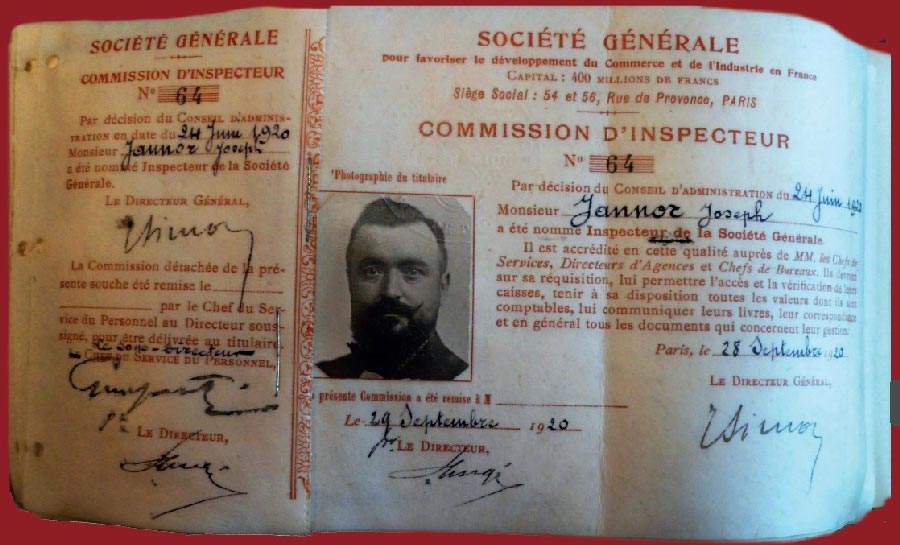 SOCIÉTÉ GÉNÉRALE
COMMISSION D'INSPECTEUR
N° 64
Par décision du CONSEIL D'ADMINIS-
TRATION en date du 24 Juin 1920
Monsieur Jannor Joseph
a été nommé Inspecteur de la Société
Générale.
LE DIRECTEUR GÉNÉRAL,
La Commission détachée de la pré-
sente souche a été remise le
par le Chef du Ser-
vice du Personnel au Directeur sous-
signé, pour être délivrée au titulaire
Le Sous-Directeur
CHEF DU SERVICE DU PERSONNEL,
LE DIRECTEUR,
SOCIÉTÉ GÉNÉRALE
pour favoriser le développement du Commerce et de l'Industrie en France
CAPITAL : 400 MILLIONS DE FRANCS
Siège Social : 54 et 56, Rue de Provence, PARIS
COMMISSION D'INSPECTEUR
N° 64
Photographie du titulaire
Par décision du CONSEIL D'ADMINISTRATION du 24 Juin 1920
Monsieur Jannor Joseph
a été nommé Inspecteur de la Société Générale.
Il est accrédité en cette qualité auprès de MM. les Chefs de
Services, Directeurs d'Agences et Chefs de Bureaux. Ils devront
sur sa réquisition, lui permettre l'accès et la vérification de leurs
caisses, tenir à sa disposition toutes les valeurs dont ils sont
comptables, lui communiquer leurs livres, leur correspondance
et en général tous les documents qui concernent leur gestion.
Paris, le 28 Septembre 1920
LE DIRECTEUR GÉNÉRAL,
présente Commission a été remise à M
Le 29 Septembre 1920
LE DIRECTEUR,